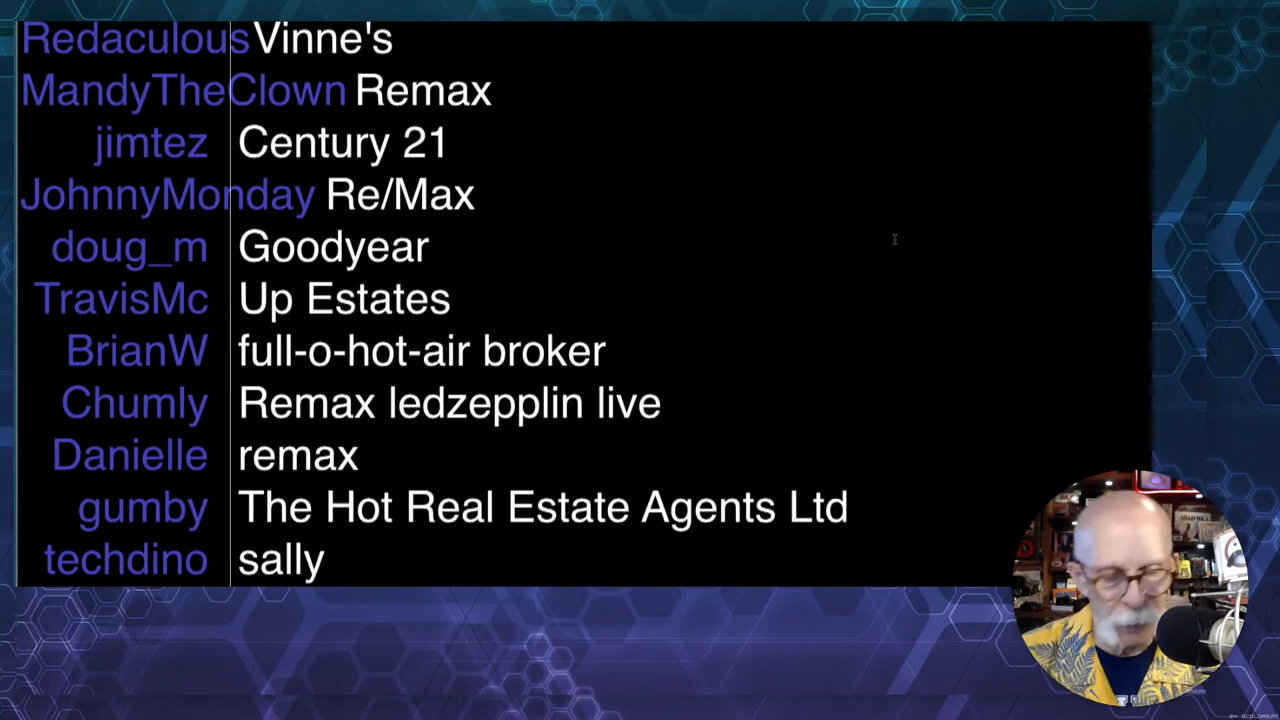 Redaculous Vinne's
MandyTheClown Remax
jimtez Century 21
JohnnyMonday Re/Max
doug_m Goodyear
TravisMc Up Estates
BrianW full-o-hot-air broker
Chumly Remax ledzepplin live
Danielle remax
gumby The Hot Real Estate Agents Ltd
techdino sally